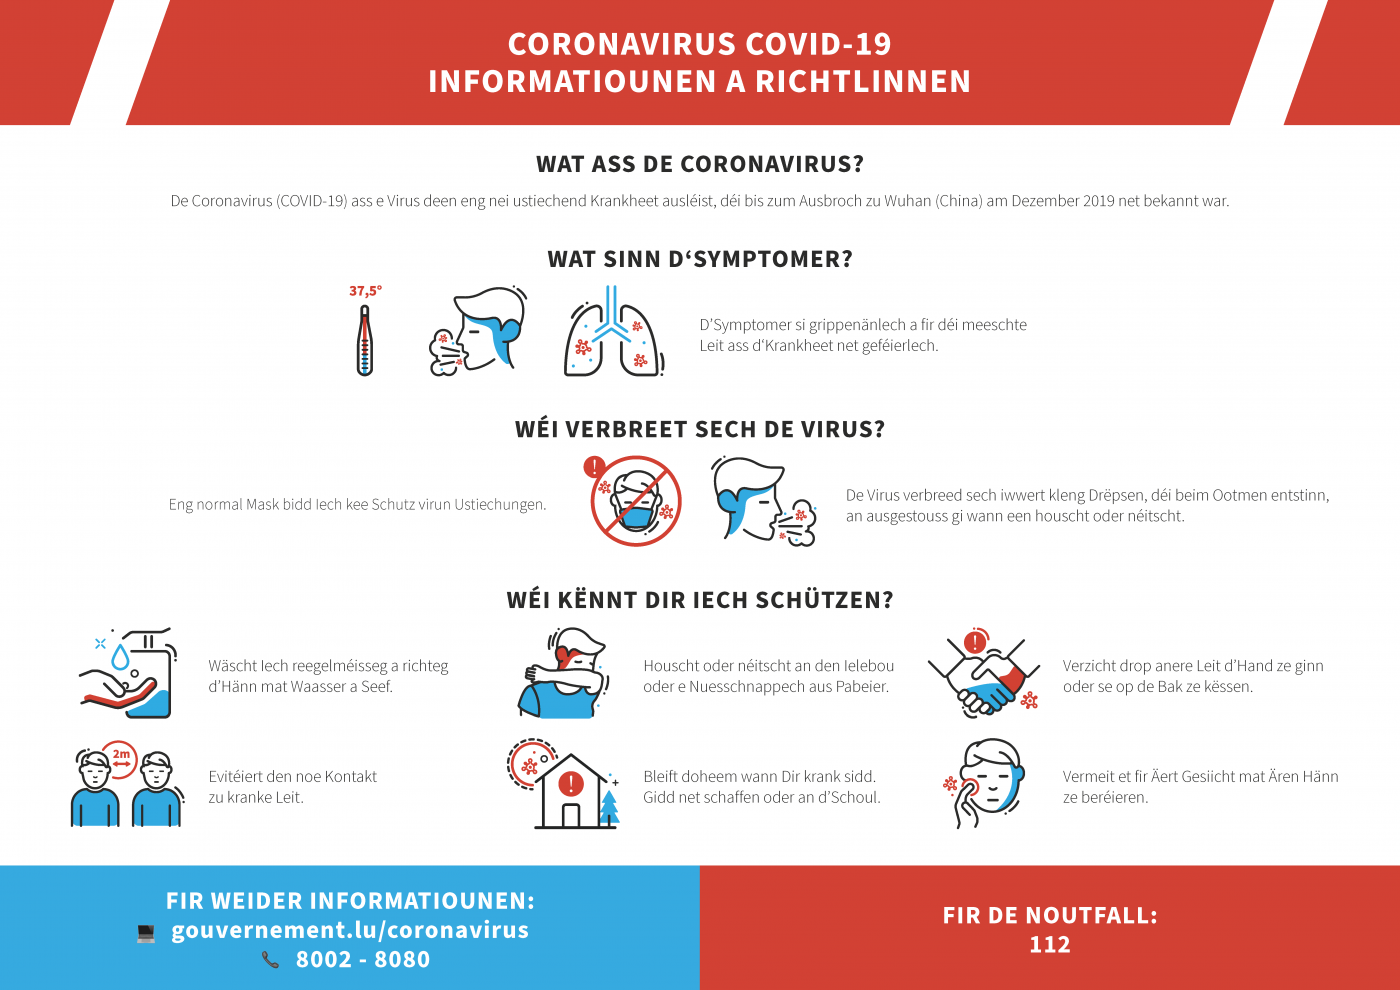 CORONAVIRUS COVID-19
INFORMATIOUNEN A RICHTLINNEN
WAT ASS DE CORONAVIRUS?
De Coronavirus (COVID-19) ass e Virus deen eng nei ustiechend Krankheet ausléist, déi bis zum Ausbroch zu Wuhan (China) am Dezember 2019 net bekannt war.
WAT SINN D‘SYMPTOMER?
37,5°
D’Symptomer si grippenänlech a fir déi meeschte
Leit ass d‘Krankheet net geféierlech.
WÉI VERBREET SECH DE VIRUS?
Eng normal Mask bidd Iech kee Schutz virun Ustiechungen.
!
De Virus verbreed sech iwwert kleng Drëpsen, déi beim Ootmen entstinn,
an ausgestouss gi wann een houscht oder néitscht.
WÉI KËNNT DIR IECH SCHÜTZEN?
Wäscht Iech reegelméisseg a richteg
d’Hänn mat Waasser a Seef.
Houscht oder néitscht an den Ielebou
oder e Nuesschnappech aus Pabeier.
!
Verzicht drop anere Leit d’Hand ze ginn
oder se op de Bak ze këssen.
2m
Evitéiert den noe Kontakt
zu kranke Leit.
!
Bleift doheem wann Dir krank sidd.
Gidd net schaffen oder an d’Schoul.
Vermeit et fir Äert Gesiicht mat Ären Hänn
ze beréieren.
FIR WEIDER INFORMATIOUNEN:
gouvernement.lu/coronavirus
8002 - 8080
FIR DE NOUTFALL:
112